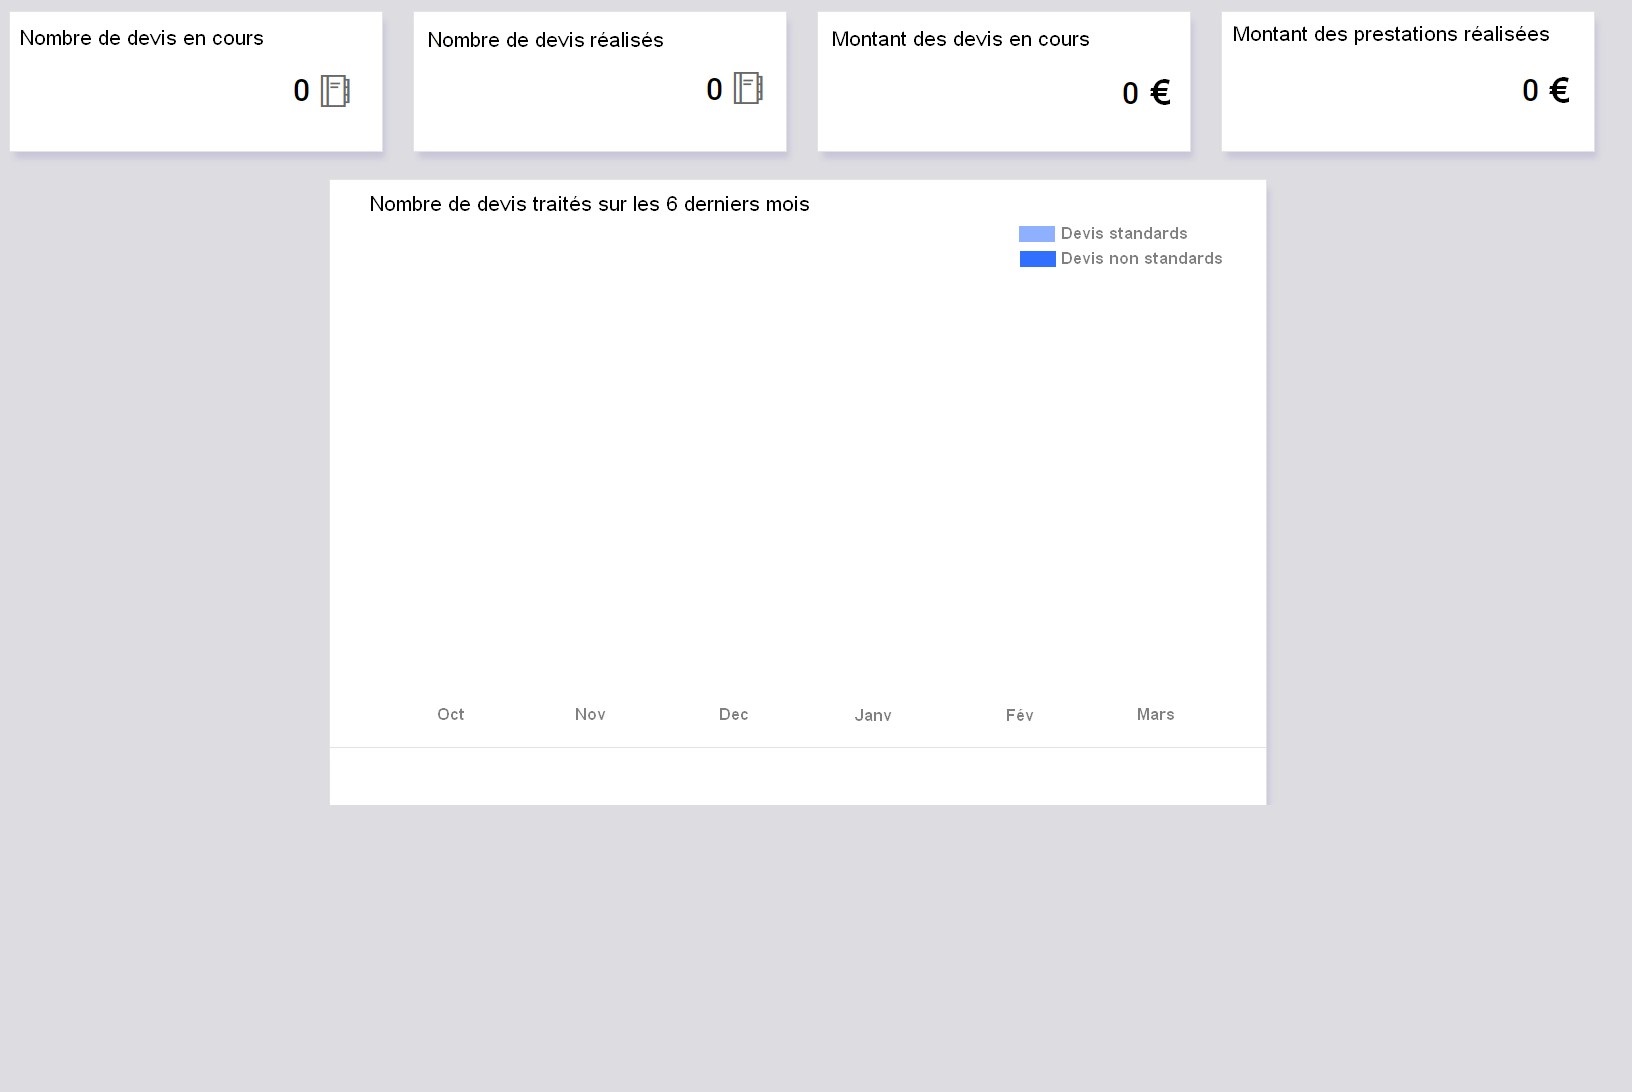 Nombre de devis en cours
0
Nombre de devis réalisés
0
Montant des devis en cours
0 €
Montant des prestations réalisées
0 €
Nombre de devis traités sur les 6 derniers mois
Devis standards
Devis non standards
Oct Nov Dec Janv Fév Mars